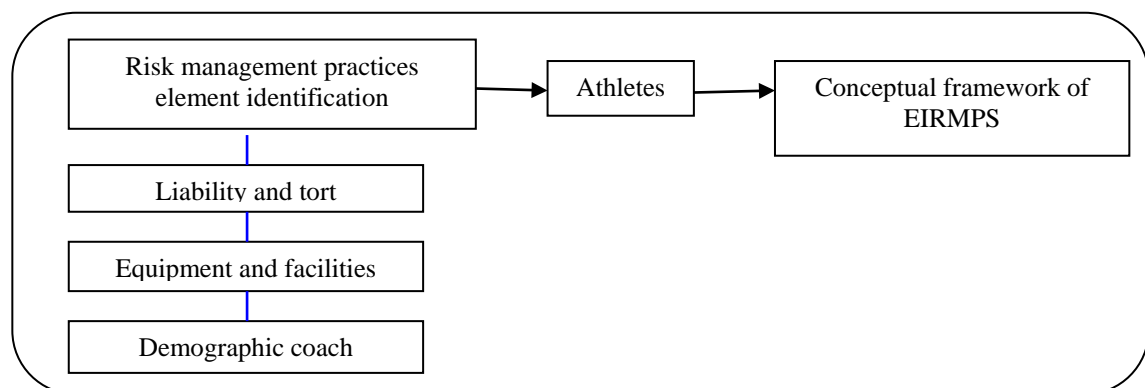 Risk management practices
element identification
Athletes
Conceptual framework of
EIRMPS
Liability and tort
Equipment and facilities
Demographic coach